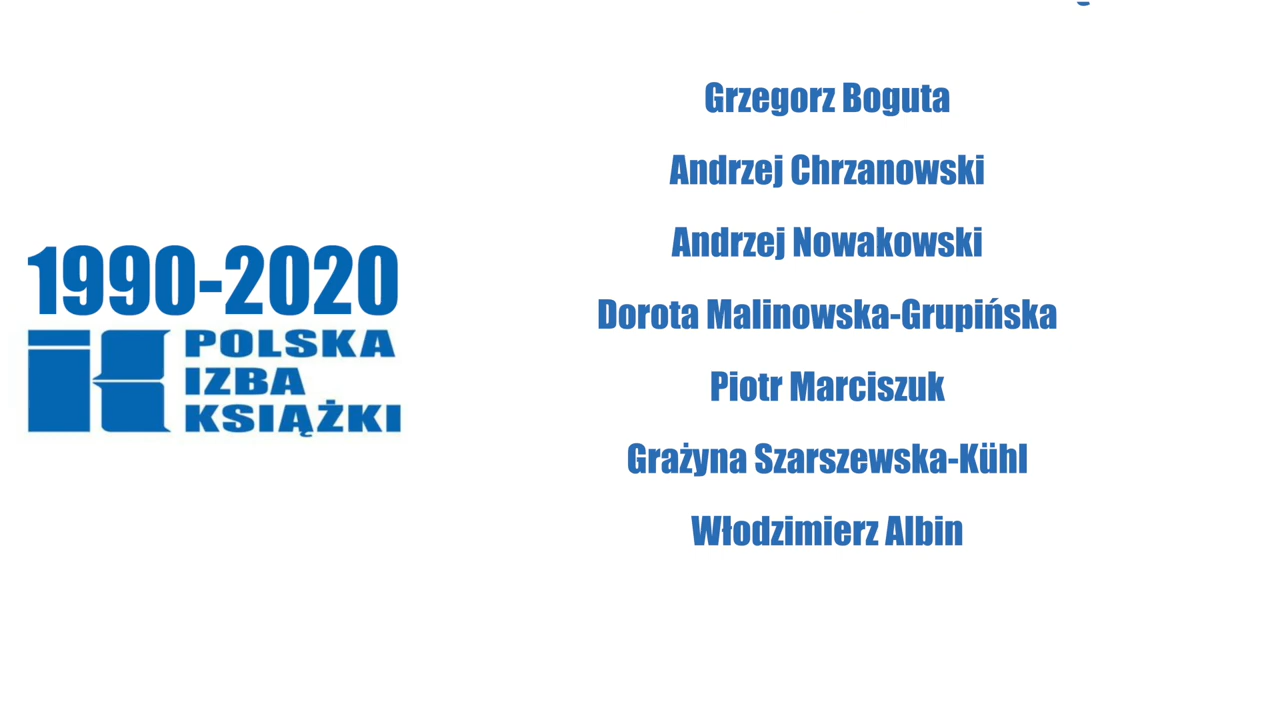 1990-2020
POLSKA
IZBA
KSIĄŻKI
Grzegorz Boguta
Andrzej Chrzanowski
Andrzej Nowakowski
Dorota Malinowska-Grupińska
Piotr Marciszuk
Grażyna Szarszewska-Kühl
Włodzimierz Albin